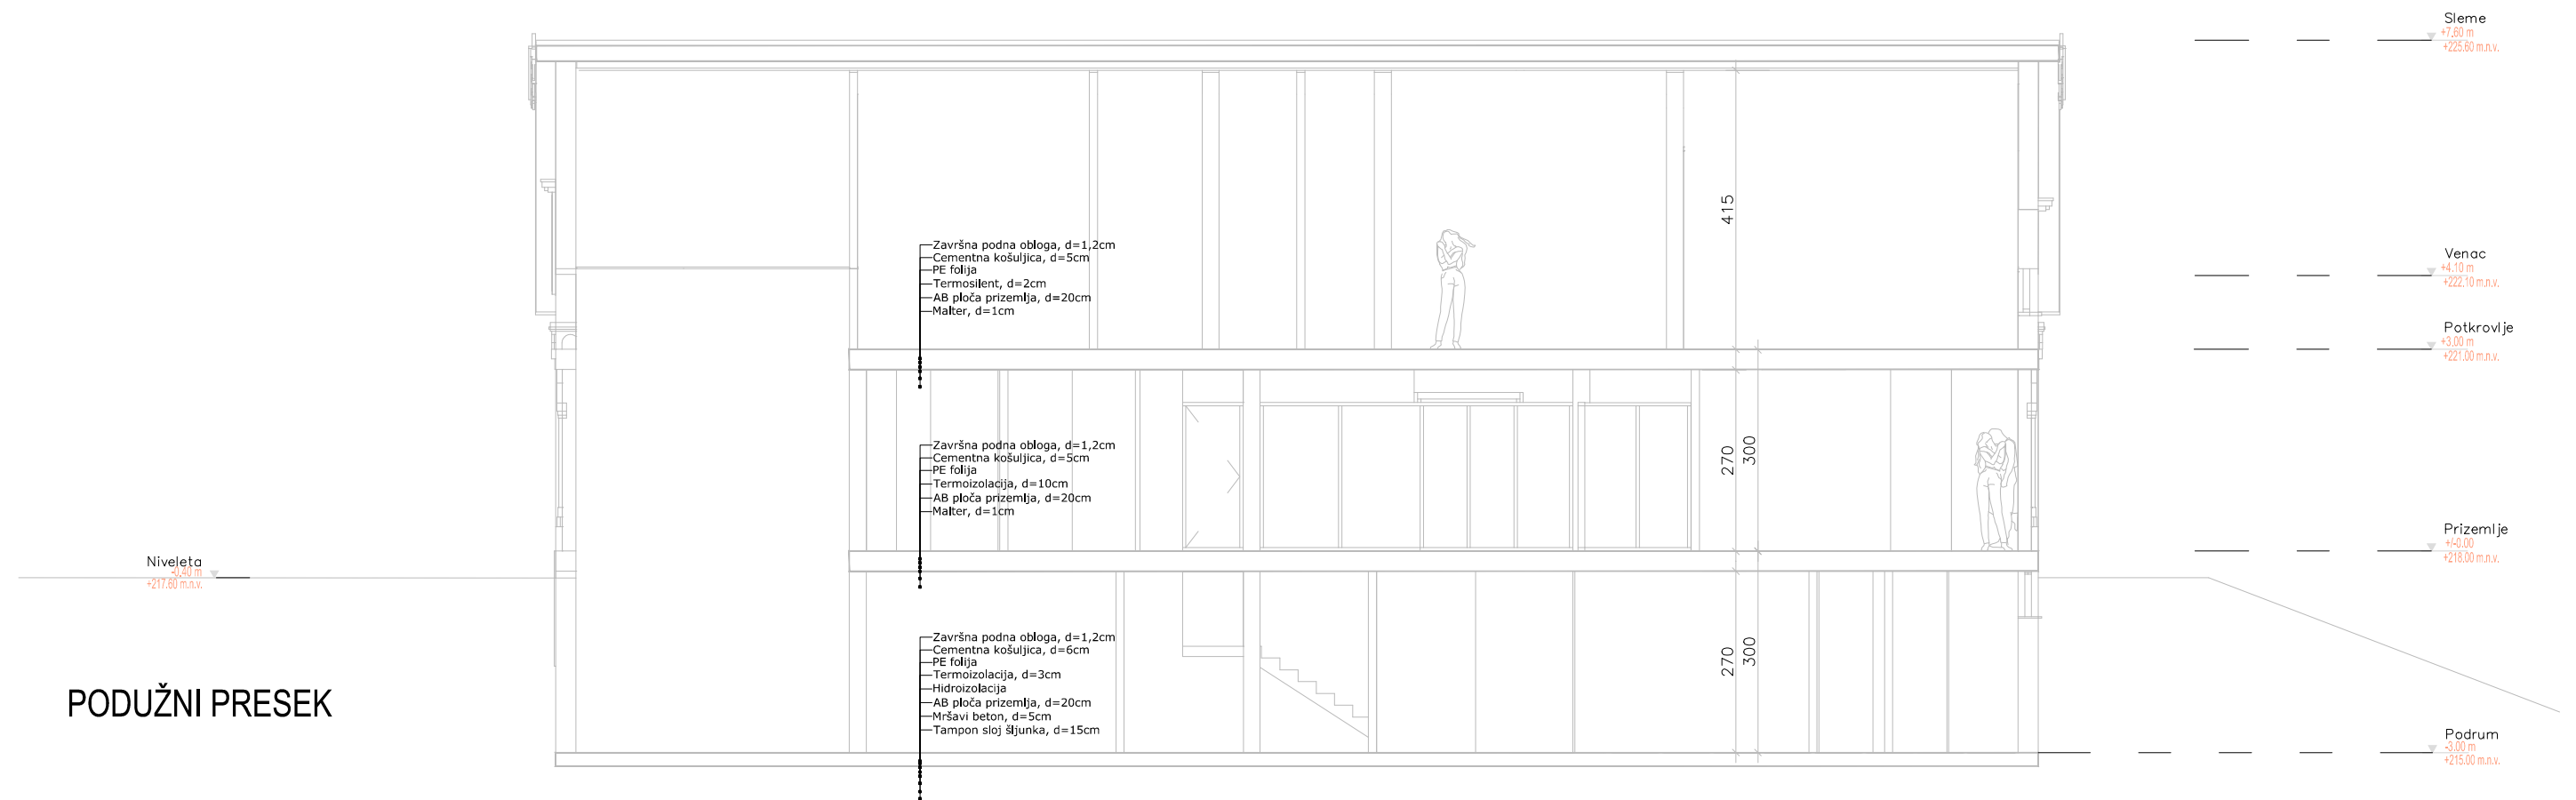 Sleme
+7.60 m
+225.60 m.n.v.
415
Završna podna obloga, d=1,2cm
Cementna košuljica, d=5cm
PE folija
Termosilent, d=2cm
AB ploča prizemlja, d=20cm
Malter, d=1cm
Venac
+4.10 m
+222.10 m.n.v.
Potkrovlje
+3.00 m
+221.00 m.n.v.
Završna podna obloga, d=1,2cm
Cementna košuljica, d=5cm
PE folija
Termoizolacija, d=10cm
AB ploča prizemlja, d=20cm
Malter, d=1cm
270
300
Prizemlje
+/-0.00
+218.00 m.n.v.
Niveleta
-0.40 m
+217.60 m.n.v.
Završna podna obloga, d=1,2cm
Cementna košuljica, d=6cm
PE folija
Termoizolacija, d=3cm
Hidroizolacija
AB ploča prizemlja, d=20cm
Mršavi beton, d=5cm
Tampon sloj šljunka, d=15cm
270
300
PODUŽNI PRESEK
Podrum
-3.00 m
+215.00 m.n.v.